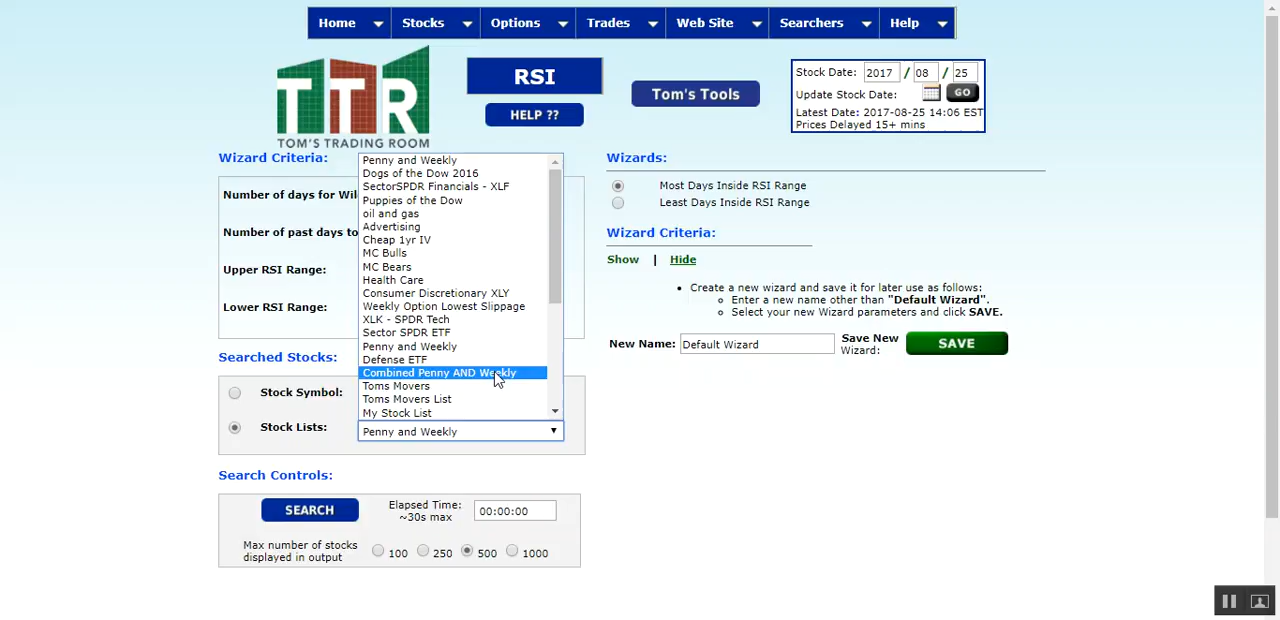 Home
Stocks
Options
Trades
Web Site
Searchers
Help
TTR
TOM'S TRADING ROOM
RSI
HELP ??
Tom's Tools
Stock Date: 2017 / 08 / 25
Update Stock Date: GO
Latest Date: 2017-08-25 14:06 EST
Prices Delayed 15+ mins
Wizard Criteria:
Number of days for Wil
Number of past days to
Upper RSI Range:
Lower RSI Range:
Penny and Weekly
Dogs of the Dow 2016
SectorSPDR Financials - XLF
Puppies of the Dow
oil and gas
Advertising
Cheap 1yr IV
MC Bulls
MC Bears
Health Care
Consumer Discretionary XLY
Weekly Option Lowest Slippage
XLK - SPDR Tech
Sector SPDR ETF
Penny and Weekly
Defense ETF
Combined Penny AND Weekly
Toms Movers
Toms Movers List
My Stock List
Searched Stocks:
Stock Symbol:
Stock Lists:
Penny and Weekly
Search Controls:
SEARCH
Elapsed Time:
~30s max
00:00:00
Max number of stocks
displayed in output
100 250 500 1000
Wizards:
Most Days Inside RSI Range
Least Days Inside RSI Range
Wizard Criteria:
Show | Hide
• Create a new wizard and save it for later use as follows:
Enter a new name other than "Default Wizard".
Select your new Wizard parameters and click SAVE.
New Name: Default Wizard
Save New
Wizard:
SAVE